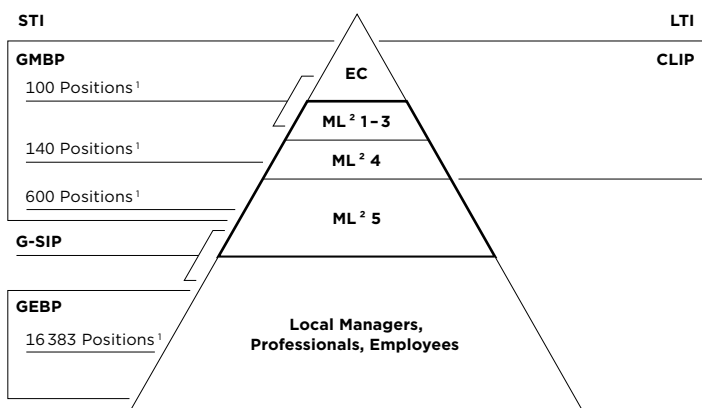 STI
LTI
GMBP
CLIP
EC
100 Positions ¹
ML ² 1–3
140 Positions ¹
ML ² 4
600 Positions ¹
ML ² 5
G-SIP
GEBP
Local Managers,
16 383 Positions ¹
Professionals, Employees